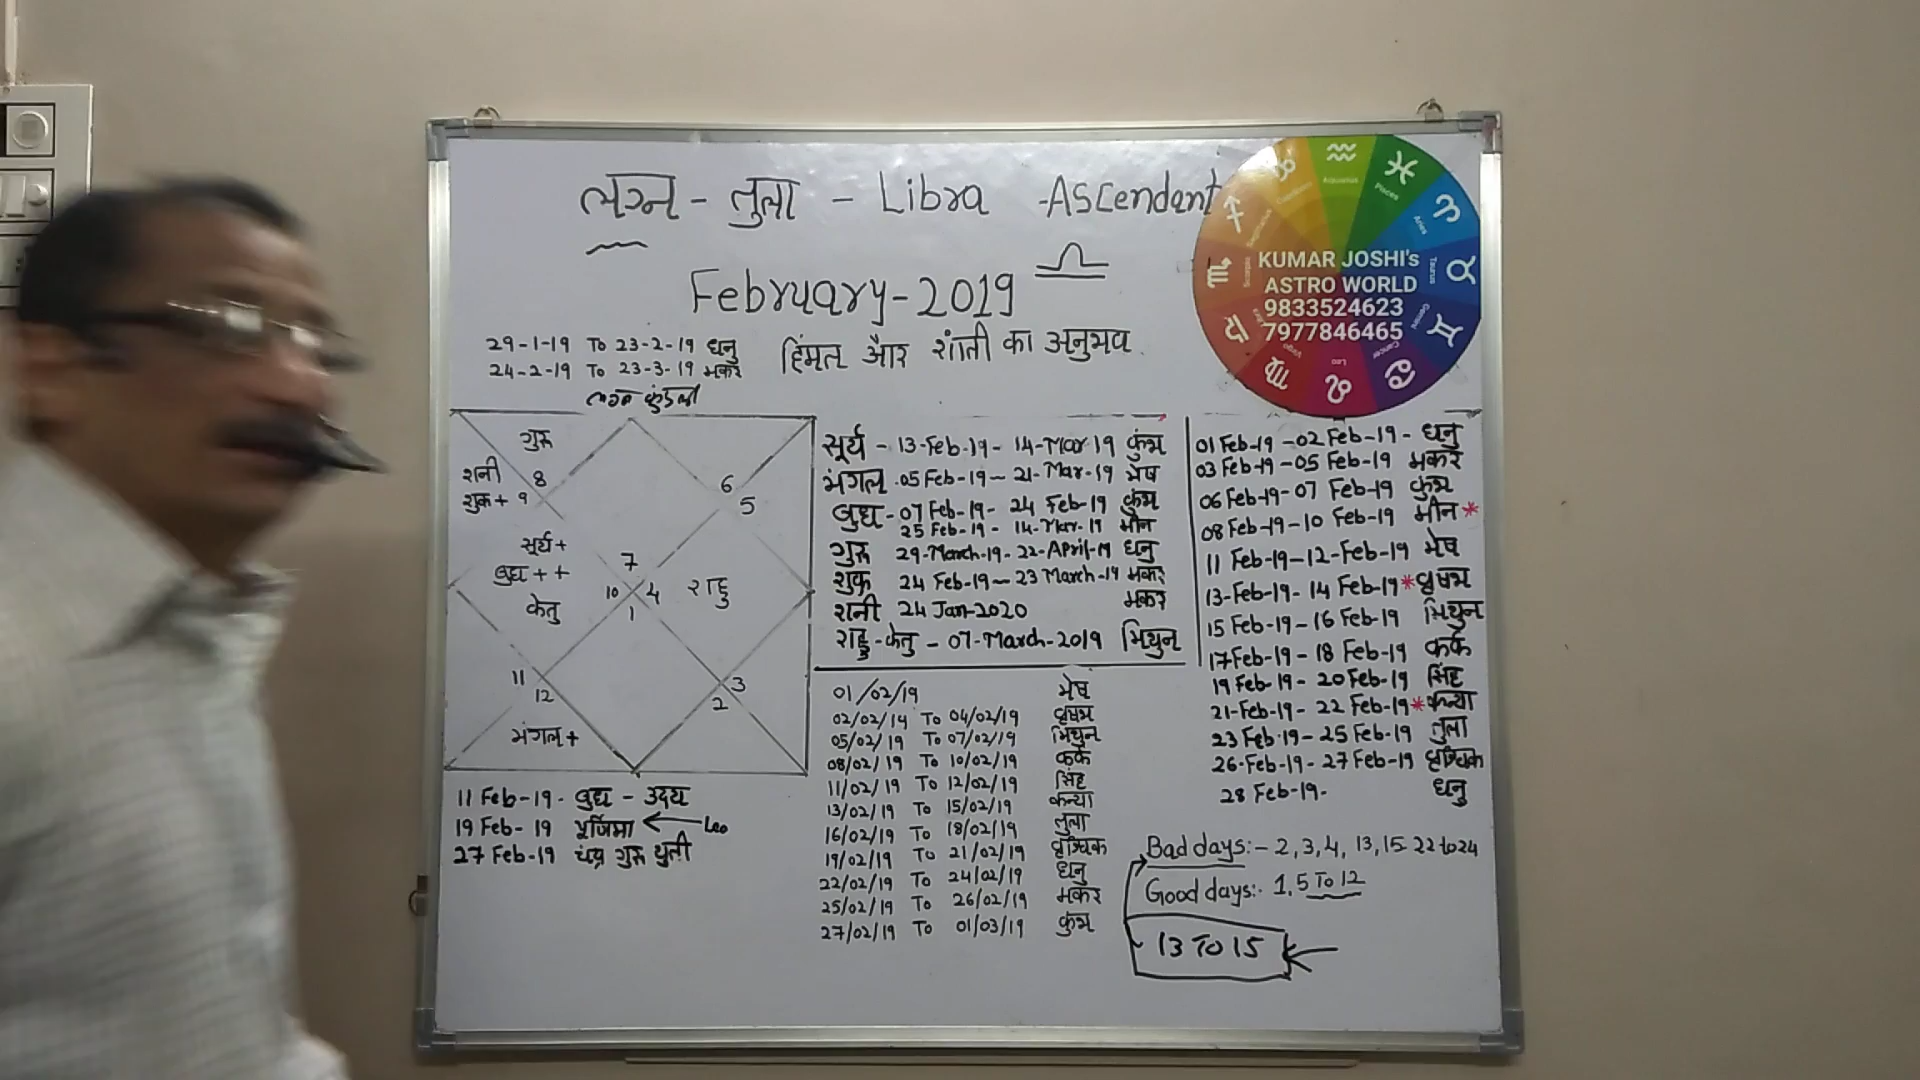 लग्न - तुला - Libra -Ascendant
February-2019
29-1-19 To 23-2-19 धनु
24-2-19 To 23-3-19 मकर
हिंमत और शांती का अनुभव
लग्न कुंडली
गुरु
शनी
शुक्र+ 9
8
6
5
सूर्य+
बुध++
केतु
7
10
4
1
राहु
11
12
3
2
मंगल+
11 Feb-19- बुध - उदय
19 Feb-19 पूर्णिमा ← Leo
27 Feb-19 चंद्र गुरु युती
सूर्य - 13-Feb-19- 14-Mar-19 कुंभ
मंगल -05 Feb-19- 21-Mar-19 मेष
बुध-07 Feb-19- 24 Feb-19 कुंभ
25 Feb-19- 14-Mar-19 मीन
गुरु 29-March-19-22-April-19 धनु
शुक्र 24 Feb-19-23 March-19 मकर
शनी 24 Jan-2020 मकर
राहु-केतु - 07-March-2019 मिथुन
01/02/19 मेष
02/02/19 To 04/02/19 वृषभ
05/02/19 To 07/02/19 मिथुन
08/02/19 To 10/02/19 कर्क
11/02/19 To 12/02/19 सिंह
13/02/19 To 15/02/19 कन्या
16/02/19 To 18/02/19 तुला
19/02/19 To 21/02/19 वृश्चिक
22/02/19 To 24/02/19 धनु
25/02/19 To 26/02/19 मकर
27/02/19 To 01/03/19 कुंभ
01 Feb-19 -02 Feb-19- धनु
03 Feb-19-05 Feb-19 मकर
06 Feb-19-07 Feb-19 कुंभ
08 Feb-19-10 Feb-19 मीन *
11 Feb-19-12-Feb-19 मेष
13-Feb-19- 14 Feb-19 * वृषभ
15 Feb-19-16 Feb-19 मिथुन
17 Feb-19 - 18 Feb-19 कर्क
19 Feb-19- 20 Feb-19 सिंह
21-Feb-19- 22 Feb-19 * कन्या
23 Feb-19-25 Feb-19 तुला
26-Feb-19- 27 Feb-19 वृश्चिक
28 Feb-19- धनु
Bad days:- 2, 3, 4, 13, 15- 22 to 24
Good days:- 1, 5 To 12
13 To 15
KUMAR JOSHI's
ASTRO WORLD
9833524623
7977846465
Capricorn
Aquarius
Pisces
Aries
Taurus
Gemini
Cancer
Leo
Virgo
Scorpio
Sagittarius